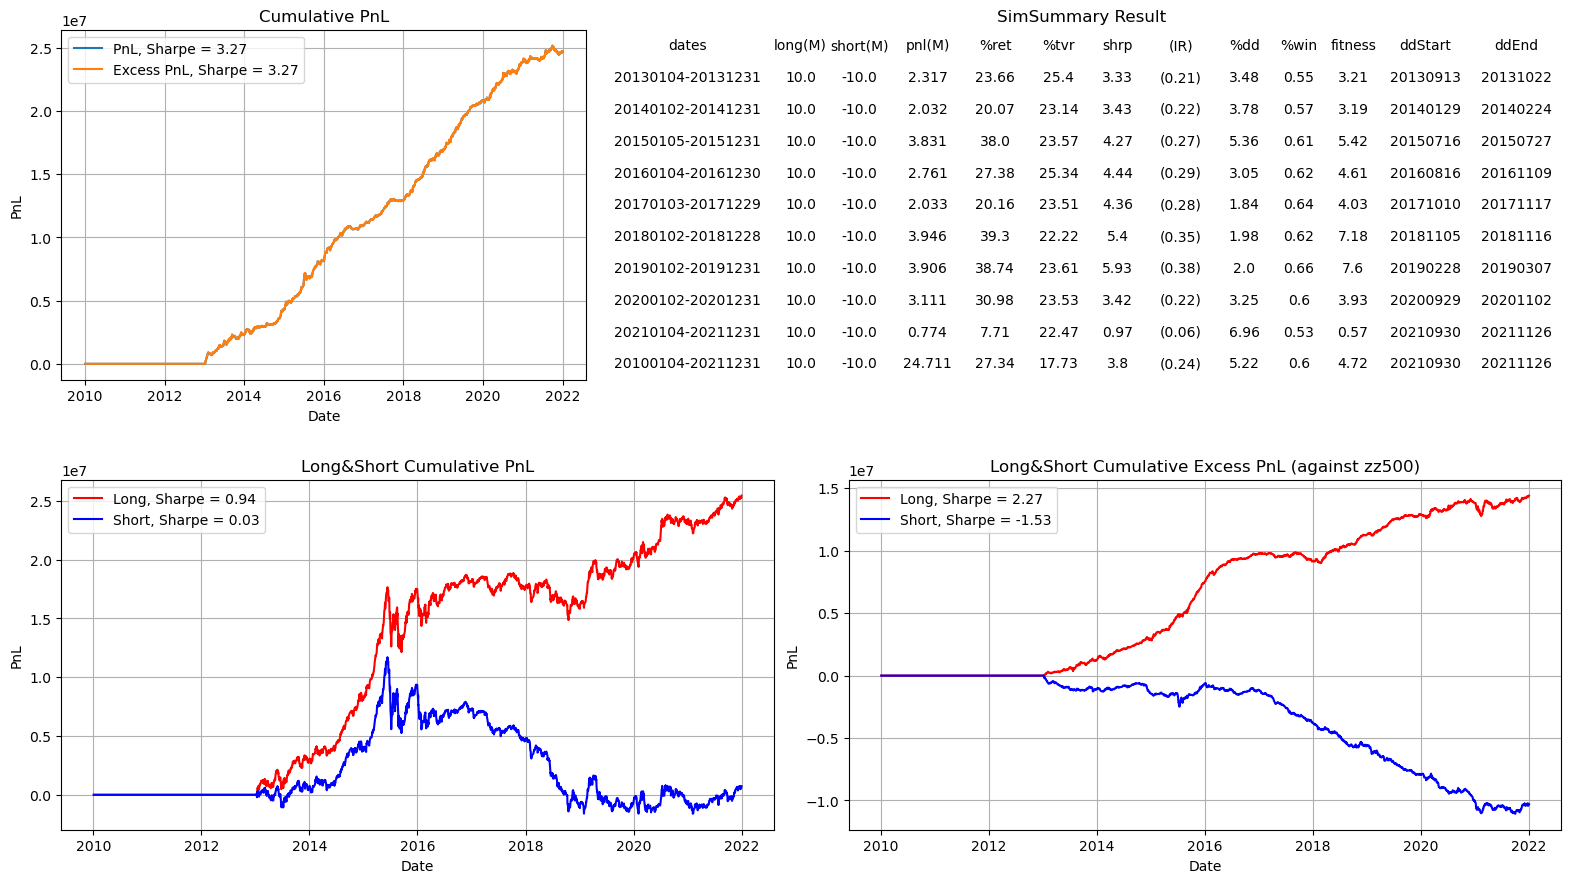 Cumulative PnL
1e7
PnL, Sharpe = 3.27
Excess PnL, Sharpe = 3.27
2.5
2.0
1.5
1.0
0.5
0.0
PnL
2010 2012 2014 2016 2018 2020 2022
Date
SimSummary Result
dates long(M) short(M) pnl(M) %ret %tvr shrp (IR) %dd %win fitness ddStart ddEnd
20130104-20131231 10.0 -10.0 2.317 23.66 25.4 3.33 (0.21) 3.48 0.55 3.21 20130913 20131022
20140102-20141231 10.0 -10.0 2.032 20.07 23.14 3.43 (0.22) 3.78 0.57 3.19 20140129 20140224
20150105-20151231 10.0 -10.0 3.831 38.0 23.57 4.27 (0.27) 5.36 0.61 5.42 20150716 20150727
20160104-20161230 10.0 -10.0 2.761 27.38 25.34 4.44 (0.29) 3.05 0.62 4.61 20160816 20161109
20170103-20171229 10.0 -10.0 2.033 20.16 23.51 4.36 (0.28) 1.84 0.64 4.03 20171010 20171117
20180102-20181228 10.0 -10.0 3.946 39.3 22.22 5.4 (0.35) 1.98 0.62 7.18 20181105 20181116
20190102-20191231 10.0 -10.0 3.906 38.74 23.61 5.93 (0.38) 2.0 0.66 7.6 20190228 20190307
20200102-20201231 10.0 -10.0 3.111 30.98 23.53 3.42 (0.22) 3.25 0.6 3.93 20200929 20201102
20210104-20211231 10.0 -10.0 0.774 7.71 22.47 0.97 (0.06) 6.96 0.53 0.57 20210930 20211126
20100104-20211231 10.0 -10.0 24.711 27.34 17.73 3.8 (0.24) 5.22 0.6 4.72 20210930 20211126
Long&Short Cumulative PnL
1e7
Long, Sharpe = 0.94
Short, Sharpe = 0.03
2.5
2.0
1.5
1.0
0.5
0.0
PnL
2010 2012 2014 2016 2018 2020 2022
Date
Long&Short Cumulative Excess PnL (against zz500)
1e7
Long, Sharpe = 2.27
Short, Sharpe = -1.53
1.5
1.0
0.5
0.0
−0.5
−1.0
PnL
2010 2012 2014 2016 2018 2020 2022
Date